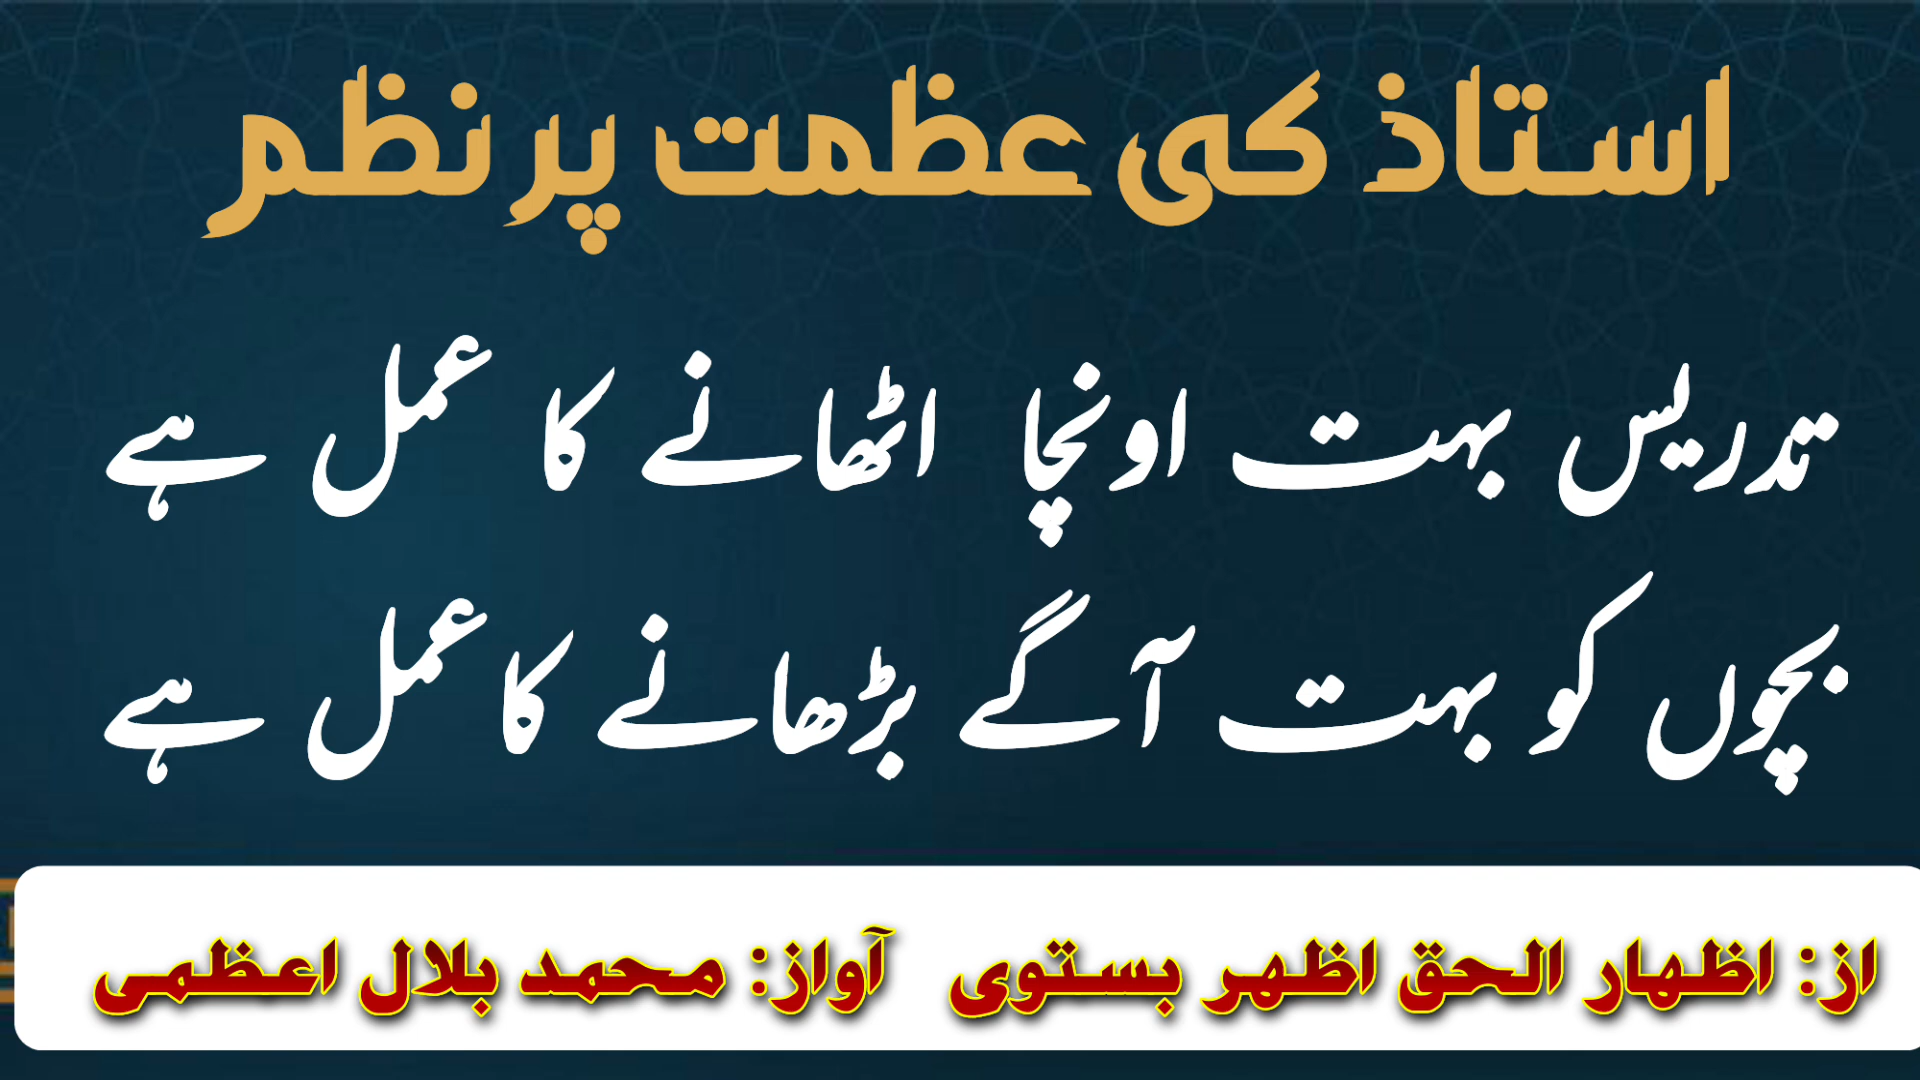 استاذ کی عظمت پر نظم
تدریس بہت اونچا اٹھانے کا عمل ہے
بچوں کو بہت آگے بڑھانے کا عمل ہے
از: اظہار الحق اظہر بستوی آواز: محمد بلال اعظمی